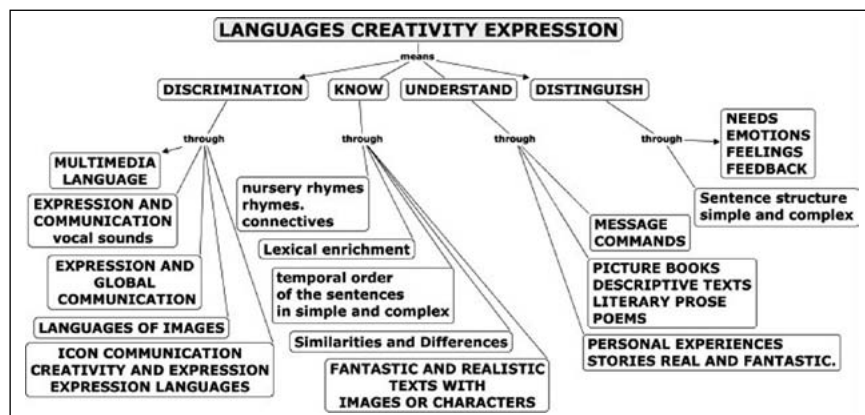 LANGUAGES CREATIVITY EXPRESSION
means
DISCRIMINATION
KNOW
UNDERSTAND
DISTINGUISH
through
through
through
through
MULTIMEDIA
LANGUAGE
EXPRESSION AND
COMMUNICATION
vocal sounds
EXPRESSION AND
GLOBAL
COMMUNICATION
LANGUAGES OF IMAGES
ICON COMMUNICATION
CREATIVITY AND EXPRESSION
EXPRESSION LANGUAGES
nursery rhymes
rhymes.
connectives
Lexical enrichment
temporal order
of the sentences
in simple and complex
Similarities and Differences
FANTASTIC AND REALISTIC
TEXTS WITH
IMAGES OR CHARACTERS
MESSAGE
COMMANDS
PICTURE BOOKS
DESCRIPTIVE TEXTS
LITERARY PROSE
POEMS
PERSONAL EXPERIENCES
STORIES REAL AND FANTASTIC.
NEEDS
EMOTIONS
FEELINGS
FEEDBACK
Sentence structure
simple and complex